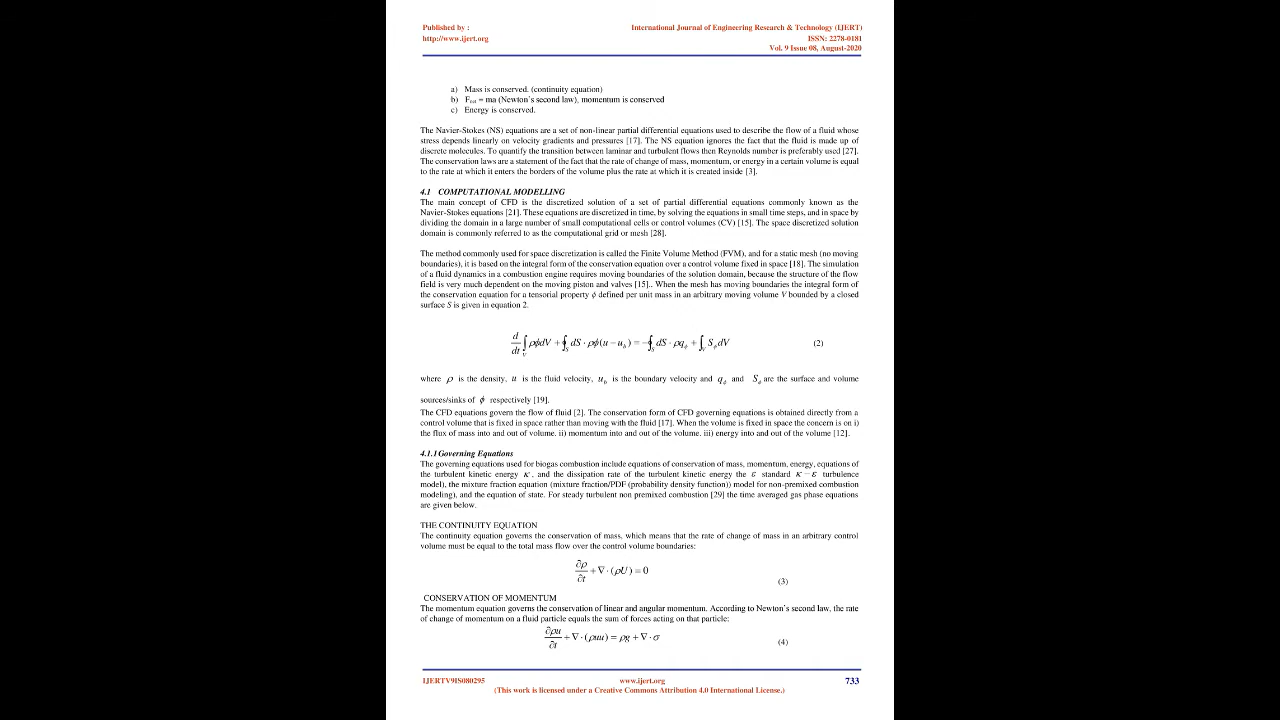 Published by :
International Journal of Engineering Research & Technology (IJERT)
http://www.ijert.org
ISSN: 2278-0181
Vol. 9 Issue 08, August-2020
a) Mass is conserved. (continuity equation)
b) Fnet = ma (Newton's second law), momentum is conserved
c) Energy is conserved.
The Navier-Stokes (NS) equations are a set of non-linear partial differential equations used to describe the flow of a fluid whose
stress depends linearly on velocity gradients and pressures [17]. The NS equation ignores the fact that the fluid is made up of
discrete molecules. To quantify the transition between laminar and turbulent flows then Reynolds number is preferably used [27].
The conservation laws are a statement of the fact that the rate of change of mass, momentum, or energy in a certain volume is equal
to the rate at which it enters the borders of the volume plus the rate at which it is created inside [3].
4.1 COMPUTATIONAL MODELLING
The main concept of CFD is the discretized solution of a set of partial differential equations commonly known as the
Navier-Stokes equations [21]. These equations are discretized in time, by solving the equations in small time steps, and in space by
dividing the domain in a large number of small computational cells or control volumes (CV) [15]. The space discretized solution
domain is commonly referred to as the computational grid or mesh [28].
The method commonly used for space discretization is called the Finite Volume Method (FVM), and for a static mesh (no moving
boundaries), it is based on the integral form of the conservation equation over a control volume fixed in space [18]. The simulation
of a fluid dynamics in a combustion engine requires moving boundaries of the solution domain, because the structure of the flow
field is very much dependent on the moving piston and valves [15].. When the mesh has moving boundaries the integral form of
the conservation equation for a tensorial property ϕ defined per unit mass in an arbitrary moving volume V bounded by a closed
surface S is given in equation 2.
d/dt ∫_V ρϕdV + ∮_S dS · ρϕ(u − u_b) = −∮_S dS · ρq_ϕ + ∫_V S_ϕ dV (2)
where ρ is the density, u is the fluid velocity, u_b is the boundary velocity and q_ϕ and S_ϕ are the surface and volume
sources/sinks of ϕ respectively [19].
The CFD equations govern the flow of fluid [2]. The conservation form of CFD governing equations is obtained directly from a
control volume that is fixed in space rather than moving with the fluid [17]. When the volume is fixed in space the concern is on i)
the flux of mass into and out of volume. ii) momentum into and out of the volume. iii) energy into and out of the volume [12].
4.1.1Governing Equations
The governing equations used for biogas combustion include equations of conservation of mass, momentum, energy, equations of
the turbulent kinetic energy κ , and the dissipation rate of the turbulent kinetic energy the ε standard κ − ε turbulence
model), the mixture fraction equation (mixture fraction/PDF (probability density function)) model for non-premixed combustion
modeling), and the equation of state. For steady turbulent non premixed combustion [29] the time averaged gas phase equations
are given below.
THE CONTINUITY EQUATION
The continuity equation governs the conservation of mass, which means that the rate of change of mass in an arbitrary control
volume must be equal to the total mass flow over the control volume boundaries:
∂ρ/∂t + ∇ · (ρU) = 0
(3)
CONSERVATION OF MOMENTUM
The momentum equation governs the conservation of linear and angular momentum. According to Newton's second law, the rate
of change of momentum on a fluid particle equals the sum of forces acting on that particle:
∂ρu/∂t + ∇ · (ρuu) = ρg + ∇ · σ (4)
IJERTV9IS080295
www.ijert.org
733
(This work is licensed under a Creative Commons Attribution 4.0 International License.)